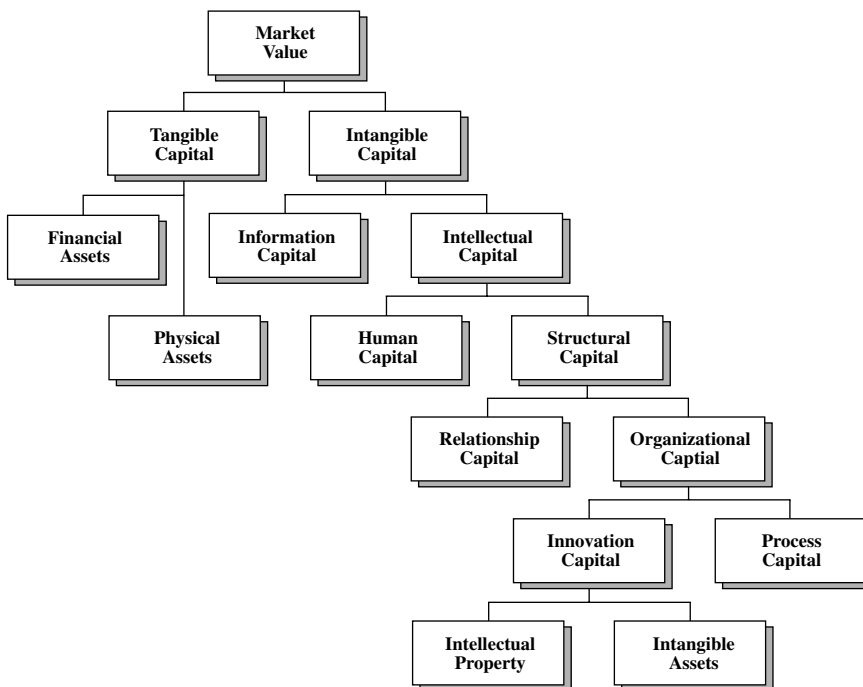 Market
Value
Tangible
Capital
Intangible
Capital
Financial
Assets
Information
Capital
Intellectual
Capital
Physical
Assets
Human
Capital
Structural
Capital
Relationship
Capital
Organizational
Captial
Innovation
Capital
Process
Capital
Intellectual
Property
Intangible
Assets